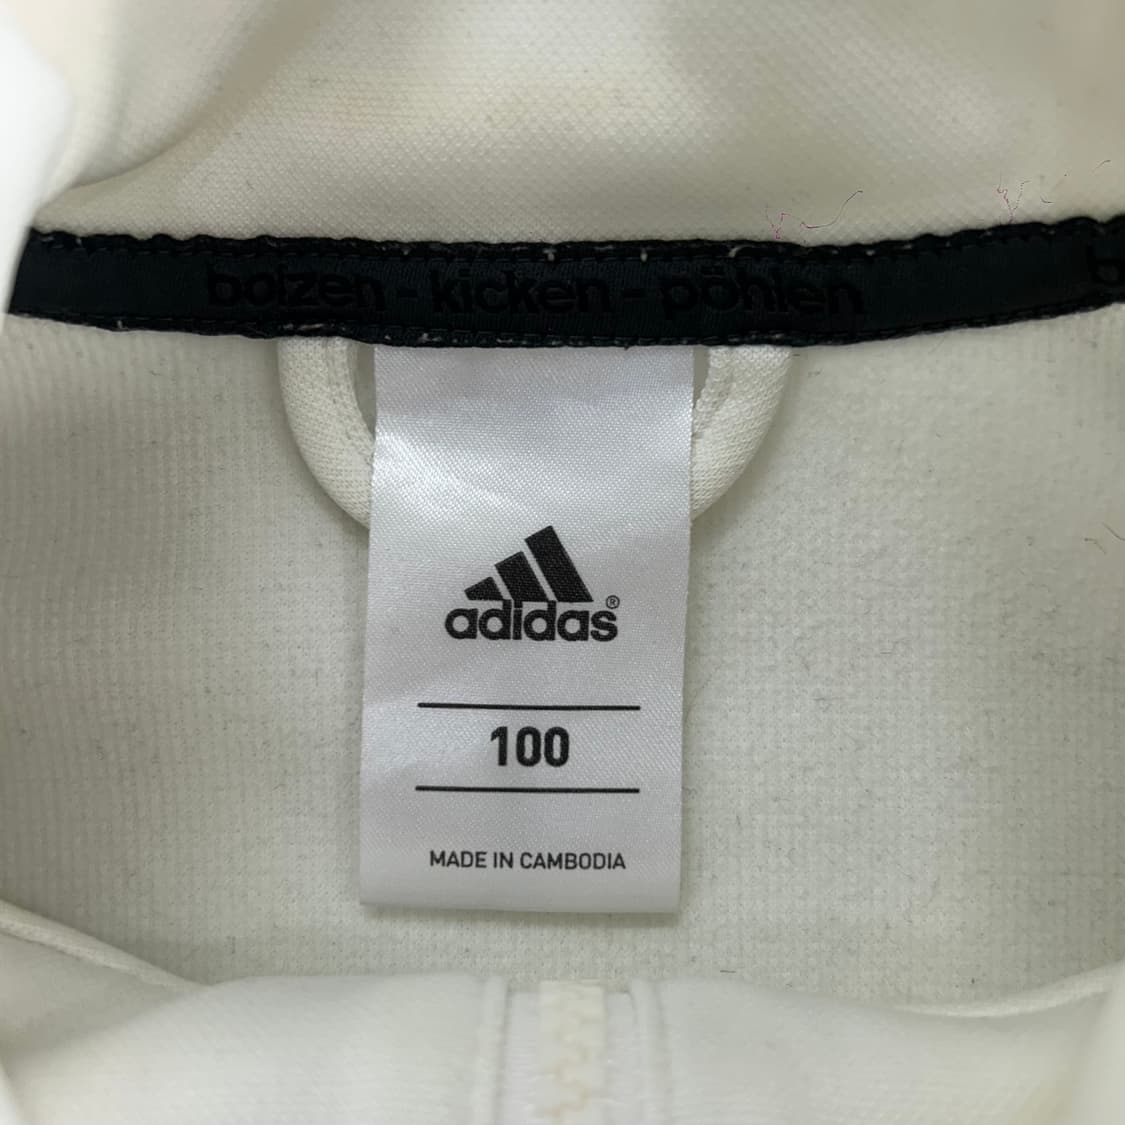 bolzen - kicken - pöhlen b
adidas®
100
MADE IN CAMBODIA